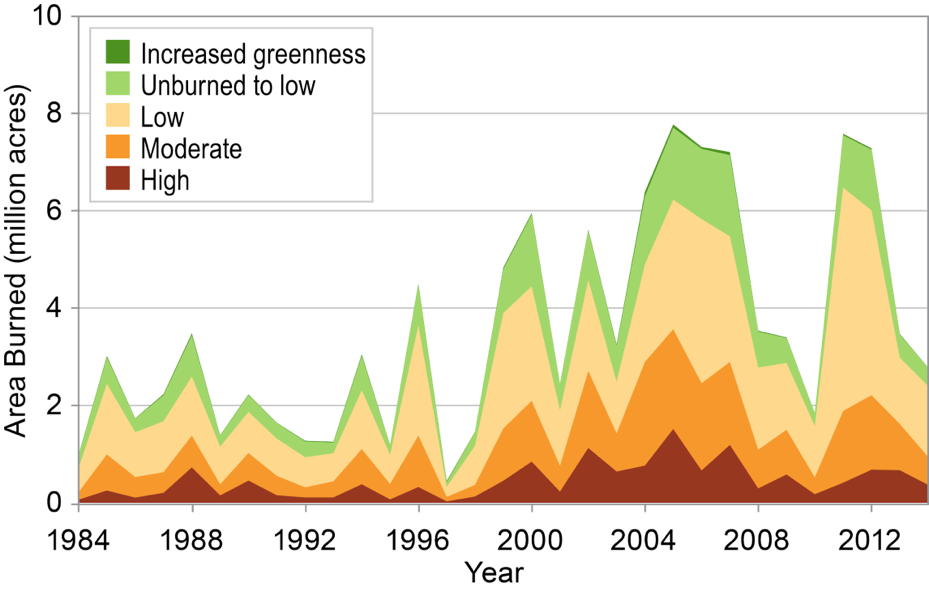 10
8
6
4
2
0
Area Burned (million acres)
Increased greenness
Unburned to low
Low
Moderate
High
1984 1988 1992 1996 2000 2004 2008 2012
Year